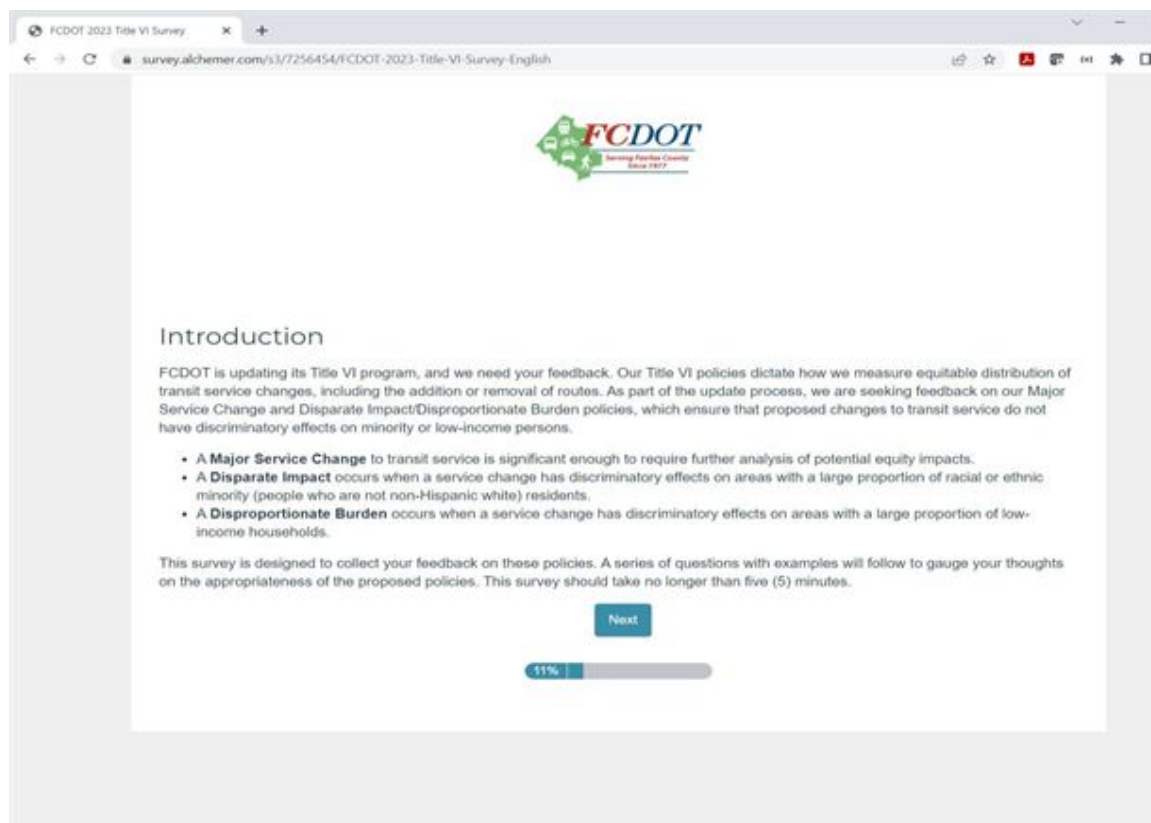 FCDOT 2023 Title VI Survey
survey.alchemer.com/s3/7256454/FCDOT-2023-Title-VI-Survey-English
FCDOT
Serving Fairfax County
Since 1977
Introduction
FCDOT is updating its Title VI program, and we need your feedback. Our Title VI policies dictate how we measure equitable distribution of
transit service changes, including the addition or removal of routes. As part of the update process, we are seeking feedback on our Major
Service Change and Disparate Impact/Disproportionate Burden policies, which ensure that proposed changes to transit service do not
have discriminatory effects on minority or low-income persons.
• A Major Service Change to transit service is significant enough to require further analysis of potential equity impacts.
• A Disparate Impact occurs when a service change has discriminatory effects on areas with a large proportion of racial or ethnic
minority (people who are not non-Hispanic white) residents.
• A Disproportionate Burden occurs when a service change has discriminatory effects on areas with a large proportion of low-
income households.
This survey is designed to collect your feedback on these policies. A series of questions with examples will follow to gauge your thoughts
on the appropriateness of the proposed policies. This survey should take no longer than five (5) minutes.
Next
11%